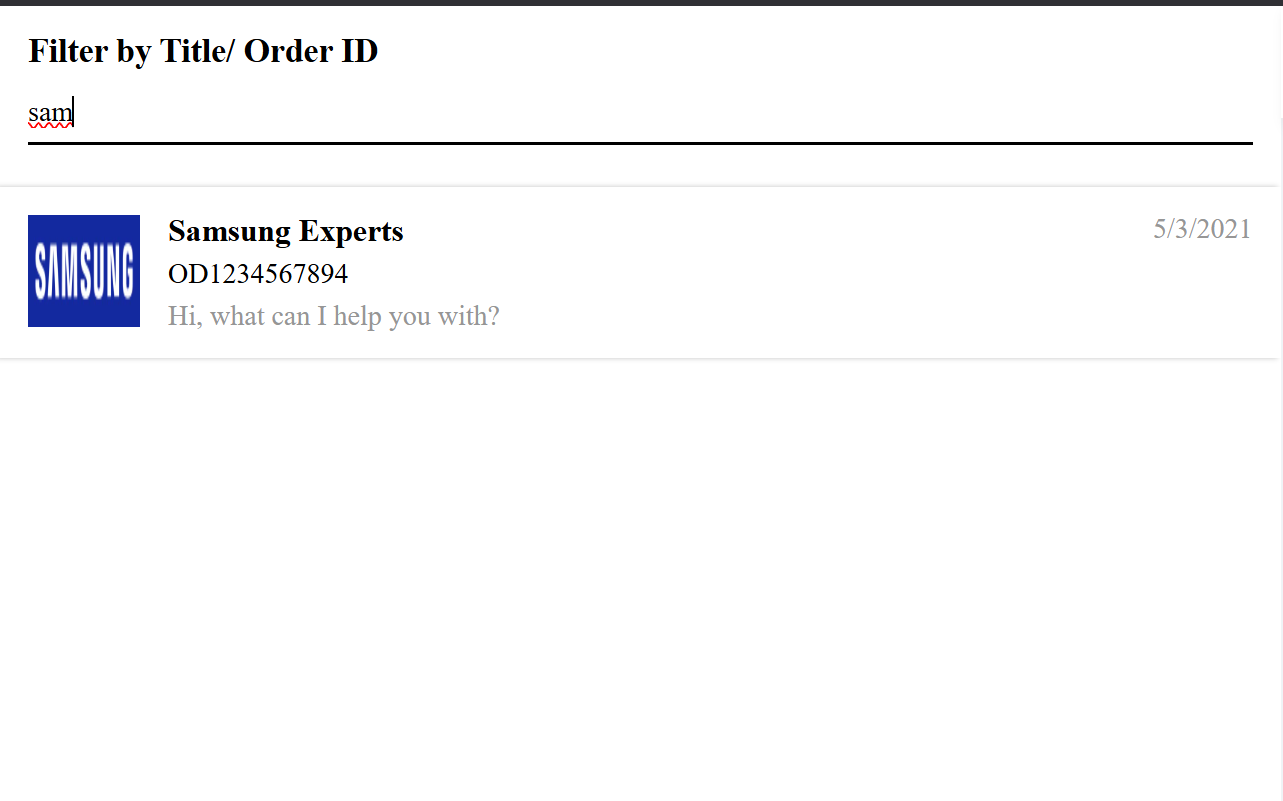 Filter by Title/ Order ID
sam
SAMSUNG
Samsung Experts
5/3/2021
OD1234567894
Hi, what can I help you with?